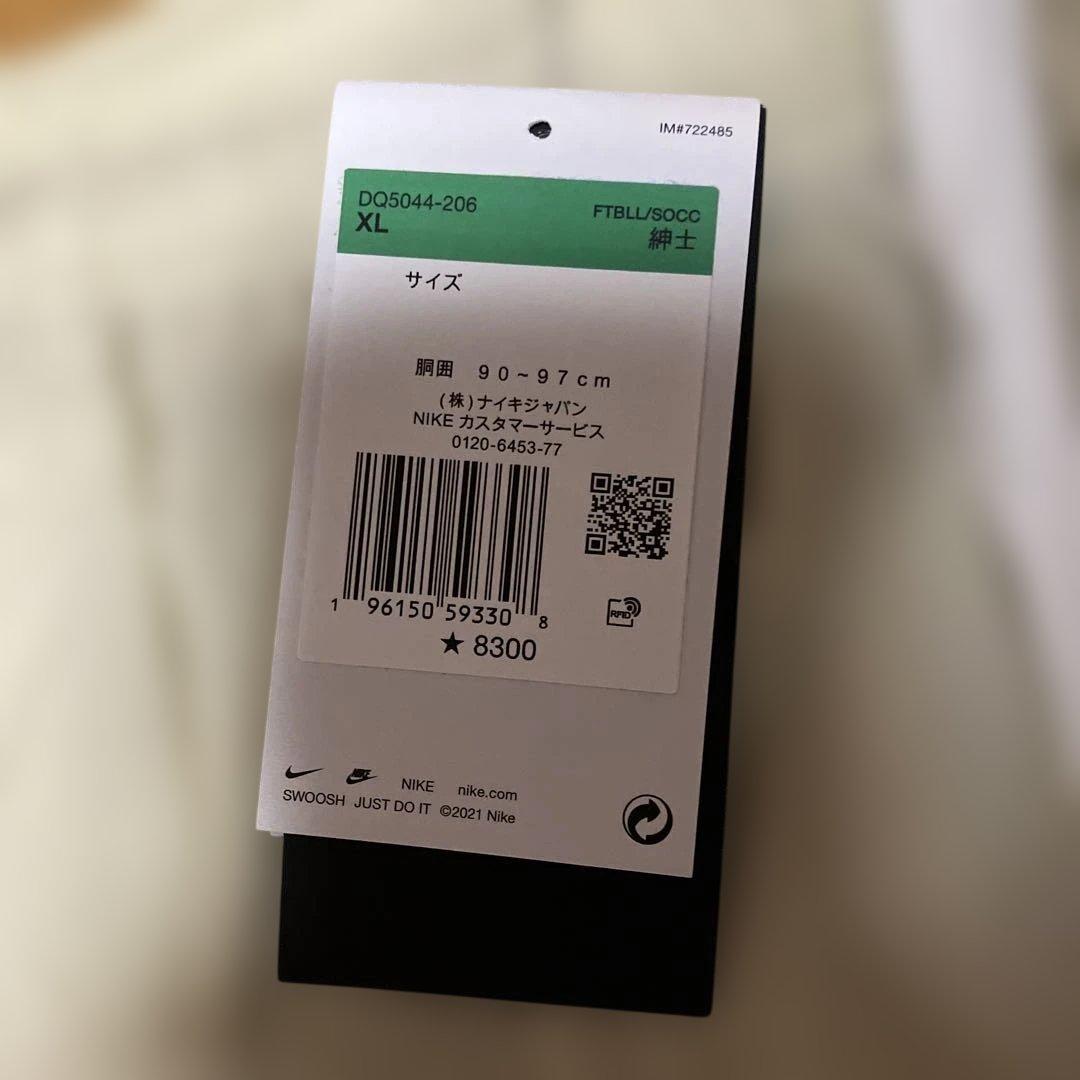 IM#722485
DQ5044-206
XL
FTBLL/SOCC
紳士
サイズ
胴囲 90~97cm
(株)ナイキジャパン
NIKE カスタマーサービス
0120-6453-77
RFID
1 96150 59330 8
★ 8300
NIKE
NIKE nike.com
SWOOSH JUST DO IT ©2021 Nike